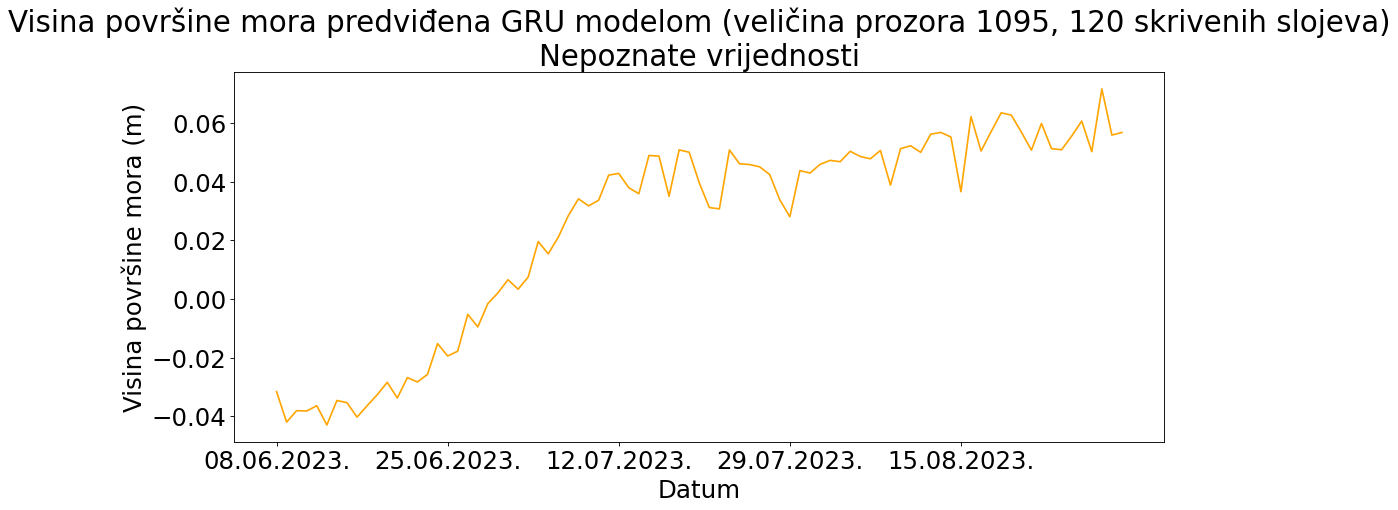 Visina površine mora predviđena GRU modelom (veličina prozora 1095, 120 skrivenih slojeva)
Nepoznate vrijednosti
Visina površine mora (m)
0.06
0.04
0.02
0.00
−0.02
−0.04
08.06.2023. 25.06.2023. 12.07.2023. 29.07.2023. 15.08.2023.
Datum